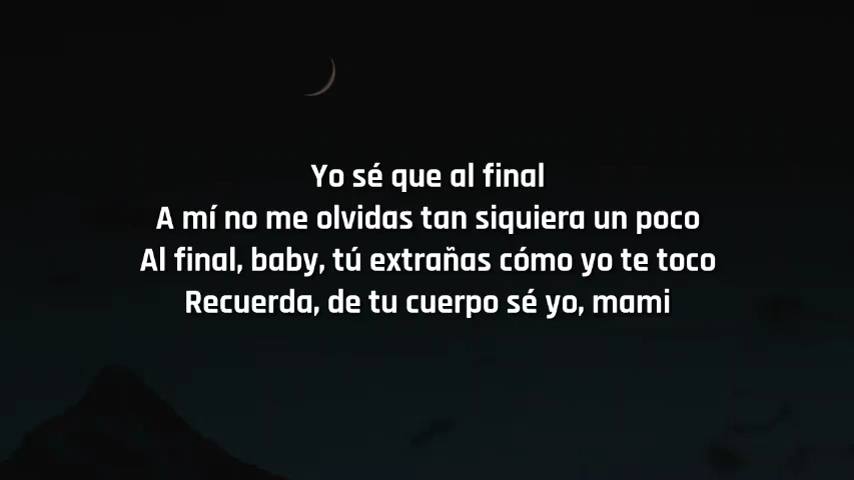 Yo sé que al final
A mí no me olvidas tan siquiera un poco
Al final, baby, tú extrañas cómo yo te toco
Recuerda, de tu cuerpo sé yo, mami